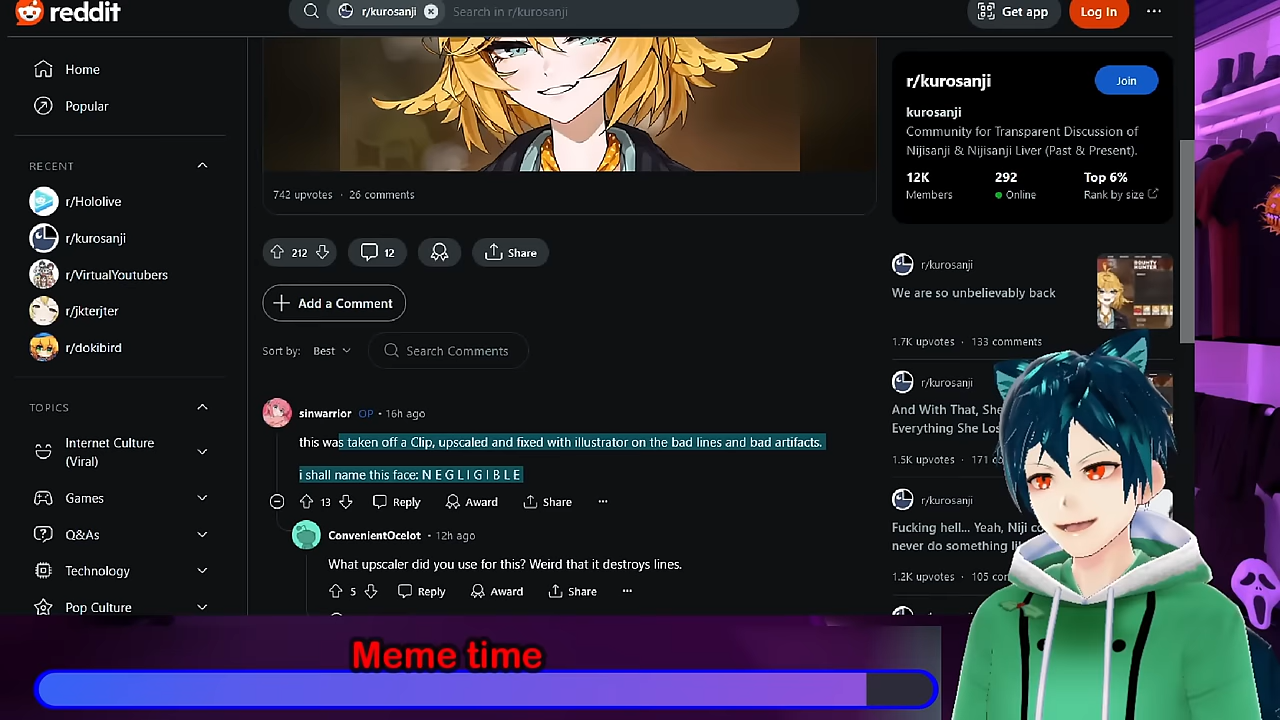 reddit
r/kurosanji
Search in r/kurosanji
Get app
Log In
Home
Popular
RECENT
r/Hololive
r/kurosanji
r/VirtualYoutubers
r/jkterjter
r/dokibird
TOPICS
Internet Culture
(Viral)
Games
Q&As
Technology
Pop Culture
742 upvotes · 26 comments
212
12
Share
Add a Comment
Sort by: Best
Search Comments
sinwarrior OP • 16h ago
this was taken off a Clip, upscaled and fixed with illustrator on the bad lines and bad artifacts.
i shall name this face: N E G L I G I B L E
13 Reply Award Share
ConvenientOcelot • 12h ago
What upscaler did you use for this? Weird that it destroys lines.
5 Reply Award Share
r/kurosanji
Join
kurosanji
Community for Transparent Discussion of
Nijisanji & Nijisanji Liver (Past & Present).
12K 292 Top 6%
Members Online Rank by size
r/kurosanji
We are so unbelievably back
BOUNTY
HUNTER
1.7K upvotes · 133 comments
r/kurosanji
And With That, She
Everything She Los
1.5K upvotes · 171 co
r/kurosanji
Fucking hell... Yeah, Niji co
never do something li
1.2K upvotes · 105 com
Meme time